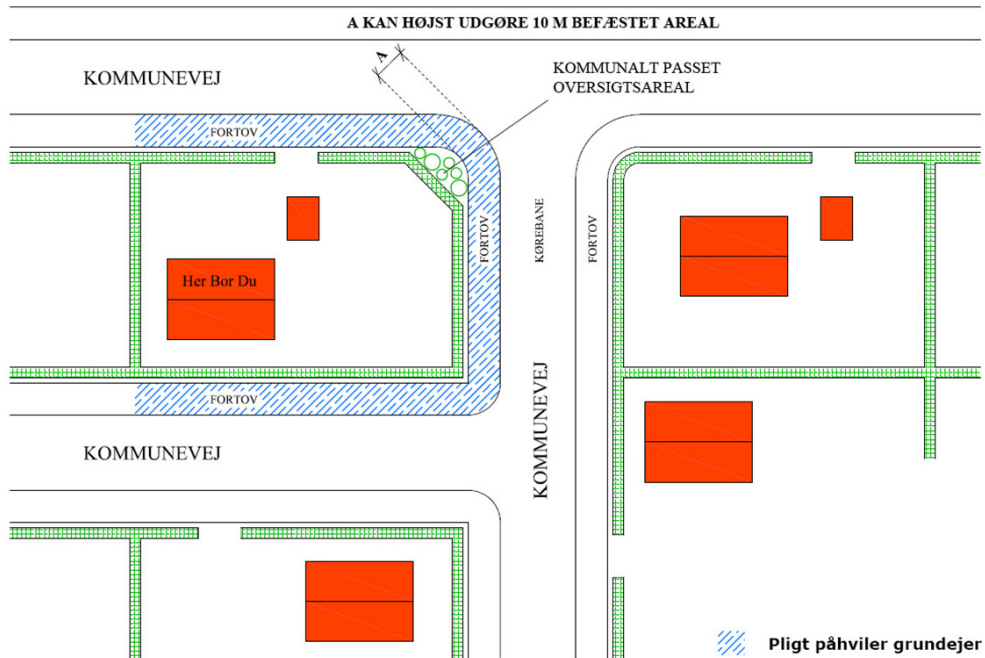 A KAN HØJST UDGØRE 10 M BEFÆSTET AREAL
A
KOMMUNEVEJ
KOMMUNALT PASSET
OVERSIGTSAREAL
FORTOV
FORTOV
KØREBANE
FORTOV
Her Bor Du
KOMMUNEVEJ
FORTOV
KOMMUNEVEJ
Pligt påhviler grundejer